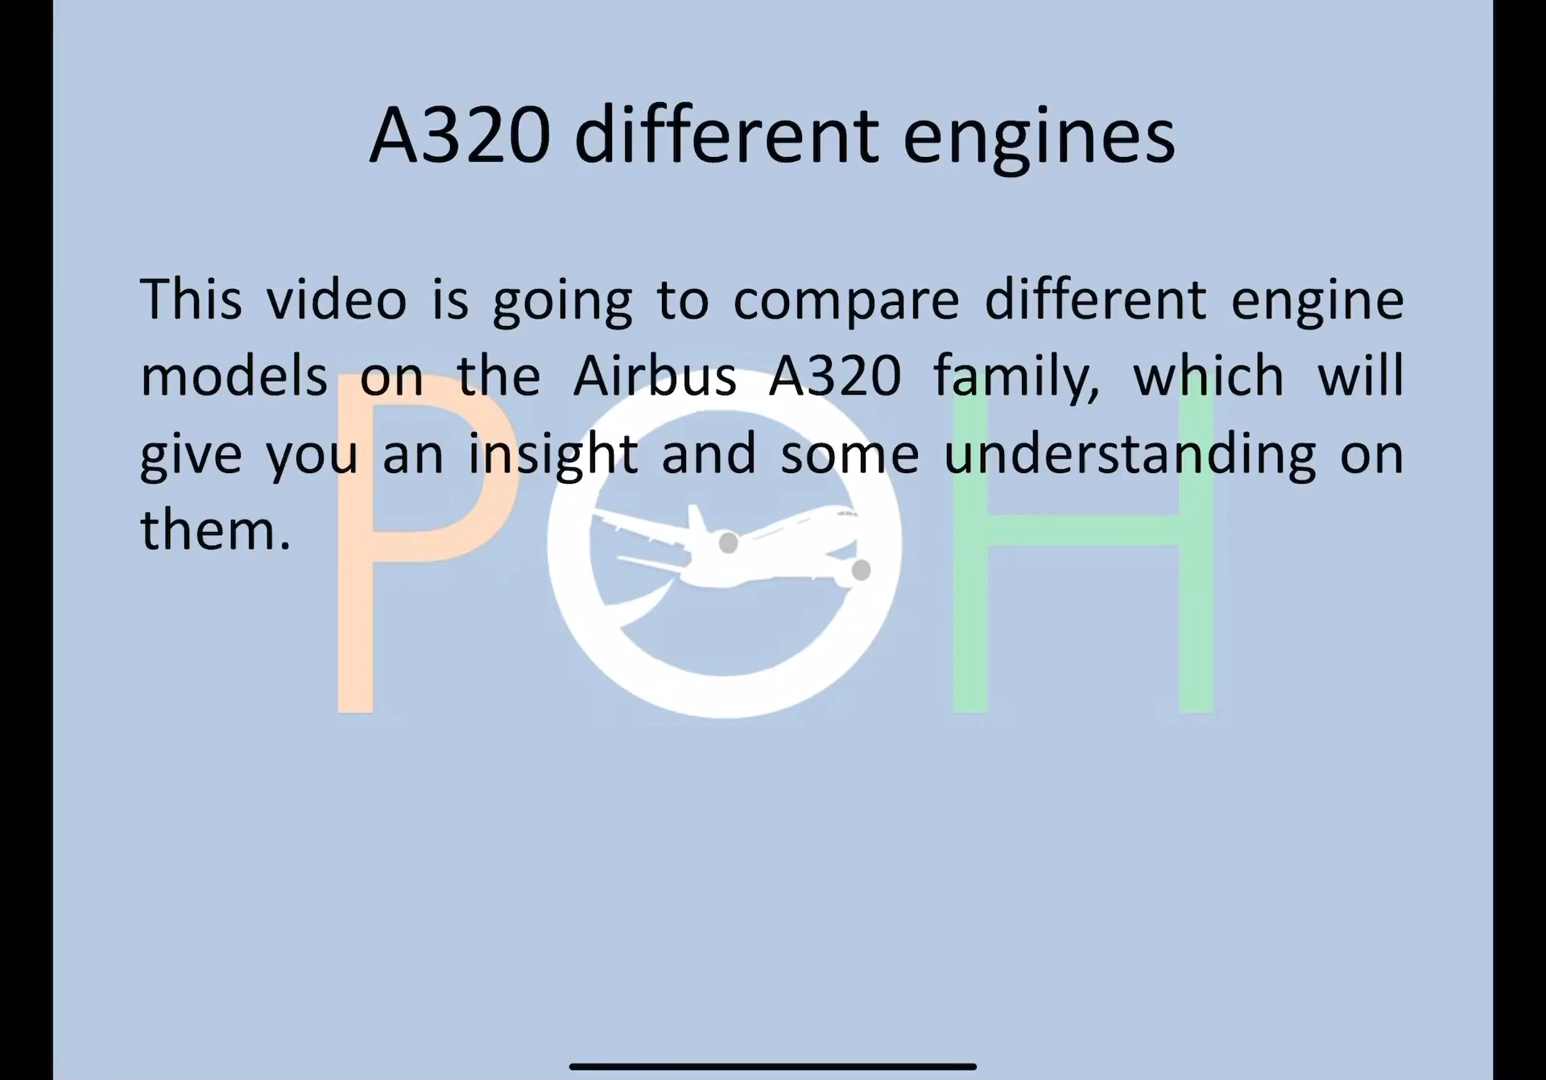 A320 different engines
This video is going to compare different engine
models on the Airbus A320 family, which will
give you an insight and some understanding on
them.
POH